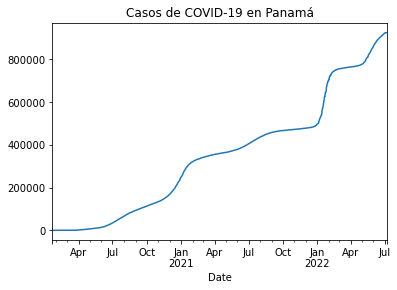 Casos de COVID-19 en Panamá
800000
600000
400000
200000
0
Apr Jul Oct Jan Apr Jul Oct Jan Apr Jul
2021 2022
Date